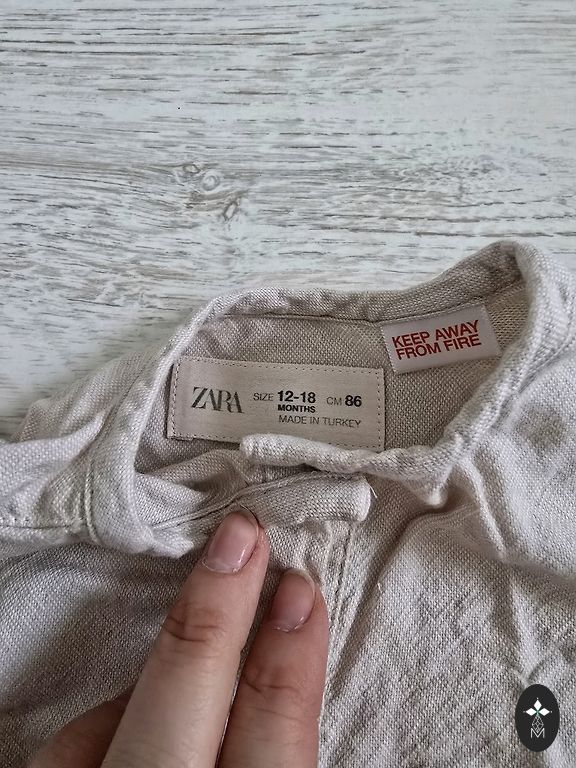 KEEP AWAY
FROM FIRE
ZARA
SIZE 12-18 CM 86
MONTHS
MADE IN TURKEY
M